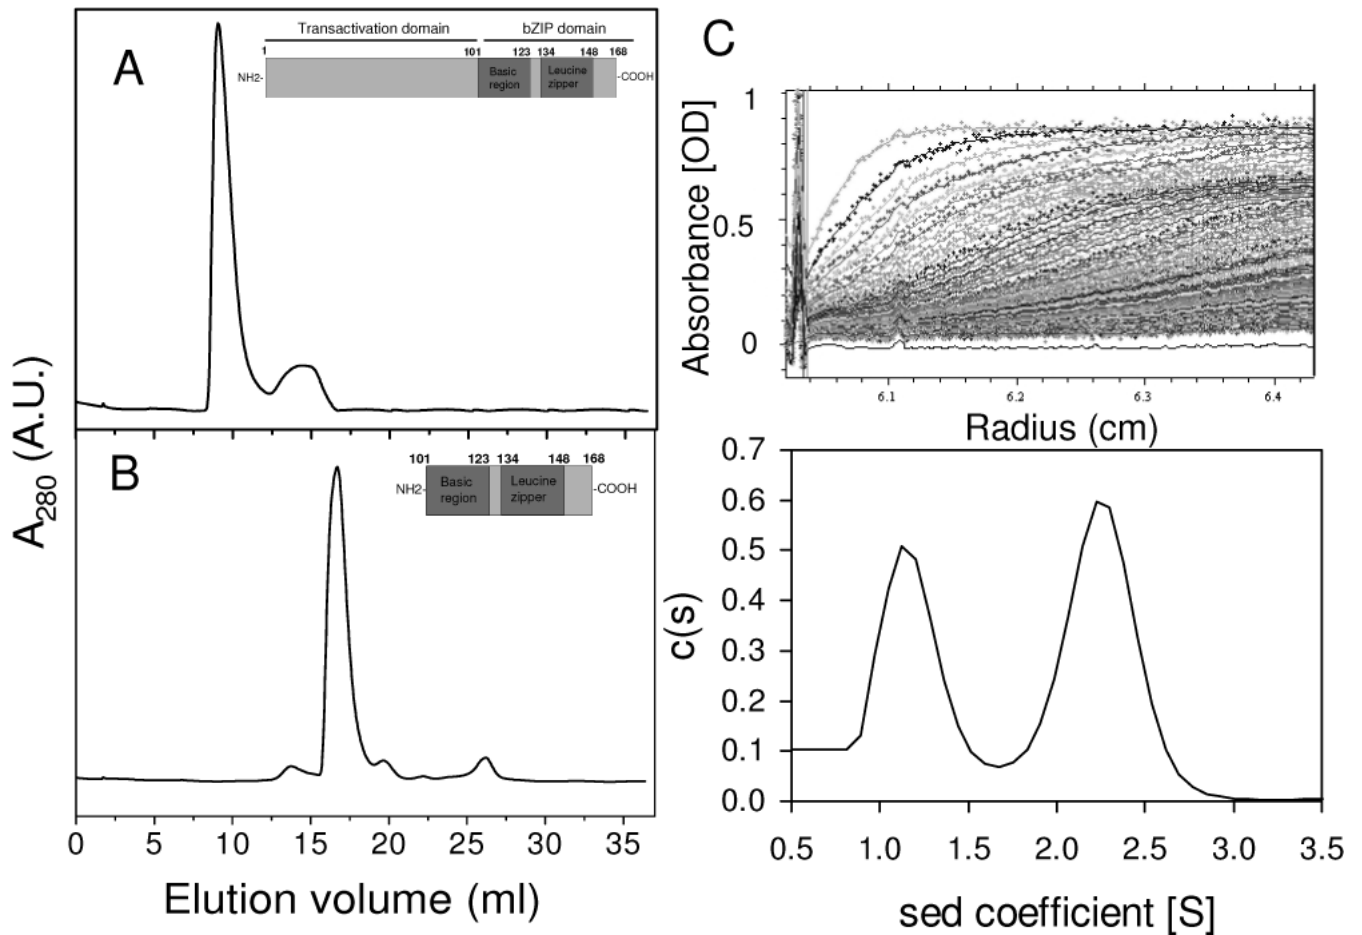 A
Transactivation domain bZIP domain
1 101 123 134 148 168
NH2- Basic region Leucine zipper -COOH
B
101 123 134 148 168
NH2- Basic region Leucine zipper -COOH
A280 (A.U.)
0 5 10 15 20 25 30 35
Elution volume (ml)
C
Absorbance [OD]
1
0.5
0
6.1 6.2 6.3 6.4
Radius (cm)
c(s)
0.7
0.6
0.5
0.4
0.3
0.2
0.1
0.0
0.5 1.0 1.5 2.0 2.5 3.0 3.5
sed coefficient [S]